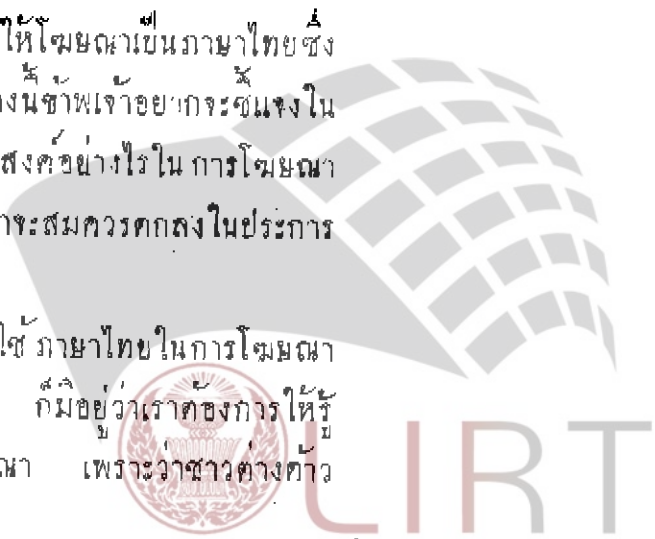 ให้โฆษณาเป็นภาษาไทยซึ่ง
งนี้ข้าพเจ้าอยากจะชี้แจงใน
สงค์อย่างไรใน การโฆษณา
าจะสมควรตกลงในประการ
ใช้ ภาษาไทยในการโฆษณา
ก็มีอยู่ว่าเราต้องการให้รู้
ณา เพราะว่าชาวต่างด้าว
LIRT